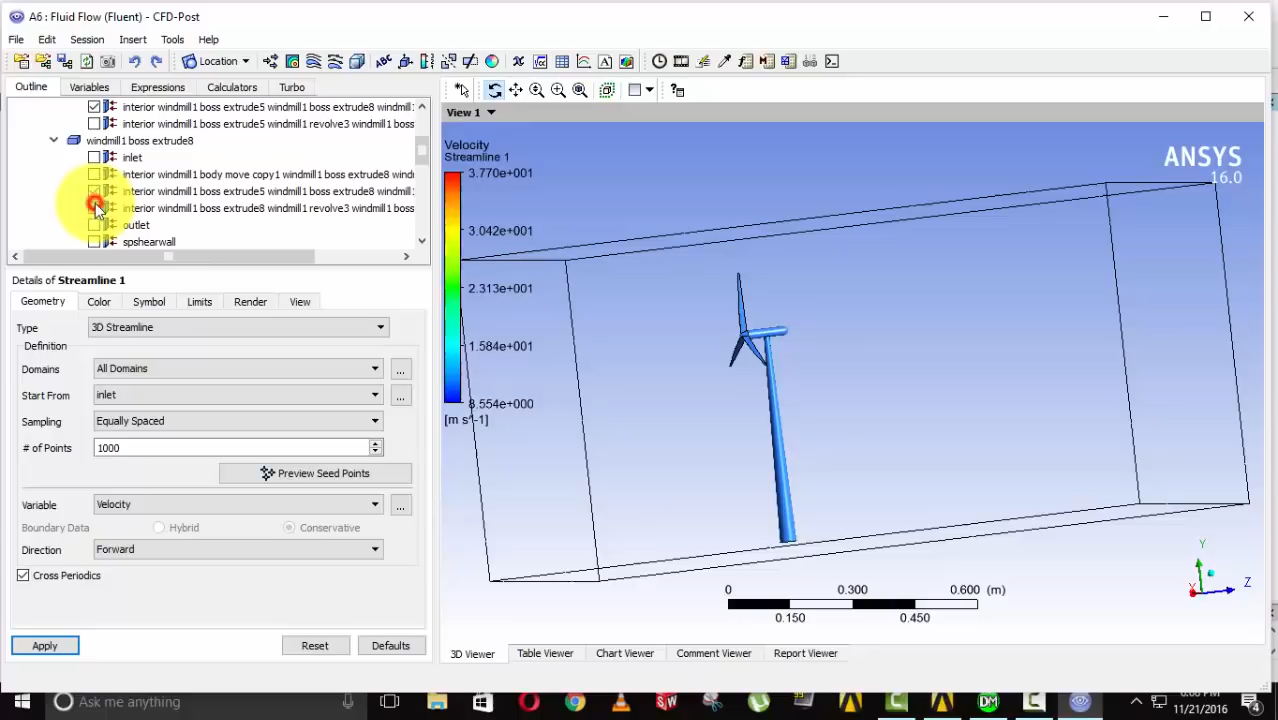 A6 : Fluid Flow (Fluent) - CFD-Post
File Edit Session Insert Tools Help
Location
Outline Variables Expressions Calculators Turbo
interior windmill1 boss extrude5 windmill1 boss extrude8 windmill1
interior windmill1 boss extrude5 windmill1 revolve3 windmill1 boss
windmill1 boss extrude8
inlet
interior windmill1 body move copy1 windmill1 boss extrude8 windm
interior windmill1 boss extrude5 windmill1 boss extrude8 windmill1
interior windmill1 boss extrude8 windmill1 revolve3 windmill1 boss
outlet
spshearwall
Details of Streamline 1
Geometry Color Symbol Limits Render View
Type 3D Streamline
Definition
Domains All Domains ...
Start From inlet ...
Sampling Equally Spaced
# of Points 1000
Preview Seed Points
Variable Velocity ...
Boundary Data Hybrid Conservative
Direction Forward
Cross Periodics
Apply Reset Defaults
View 1
Velocity
Streamline 1
3.770e+001
3.042e+001
2.313e+001
1.584e+001
8.554e+000
[m s^-1]
ANSYS
16.0
0 0.300 0.600 (m)
0.150 0.450
Y
X
Z
3D Viewer Table Viewer Chart Viewer Comment Viewer Report Viewer
Ask me anything
11/21/2016